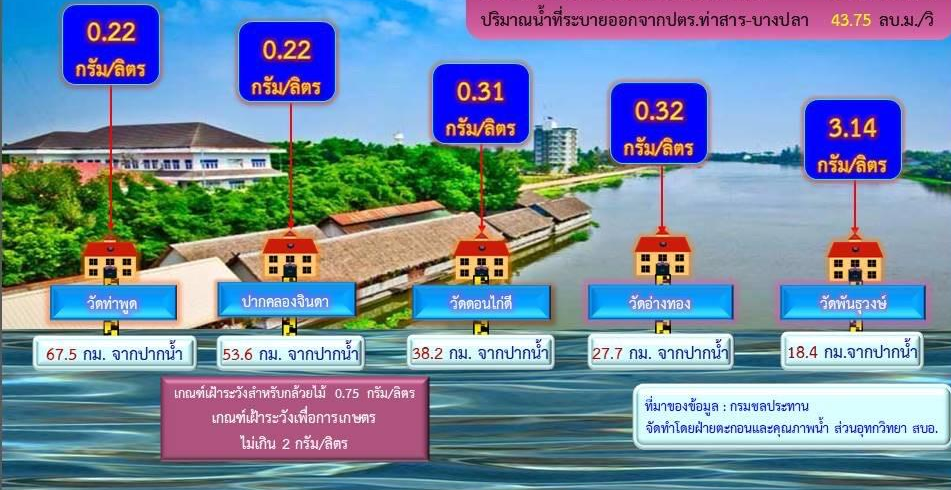 ปริมาณน้ำที่ระบายออกจากปตร.ท่าสาร-บางปลา 43.75 ลบ.ม./วิ
0.22
กรัม/ลิตร
0.22
กรัม/ลิตร
0.31
กรัม/ลิตร
0.32
กรัม/ลิตร
3.14
กรัม/ลิตร
วัดท่าพูด
ปากคลองจินดา
วัดดอนไก่ดี
วัดอ่างทอง
วัดพันธุวงษ์
67.5 กม. จากปากน้ำ
53.6 กม. จากปากน้ำ
38.2 กม. จากปากน้ำ
27.7 กม. จากปากน้ำ
18.4 กม.จากปากน้ำ
เกณฑ์เฝ้าระวังสำหรับกล้วยไม้ 0.75 กรัม/ลิตร
เกณฑ์เฝ้าระวังเพื่อการเกษตร
ไม่เกิน 2 กรัม/ลิตร
ที่มาของข้อมูล : กรมชลประทาน
จัดทำโดยฝ่ายตะกอนและคุณภาพน้ำ ส่วนอุทกวิทยา สบอ.